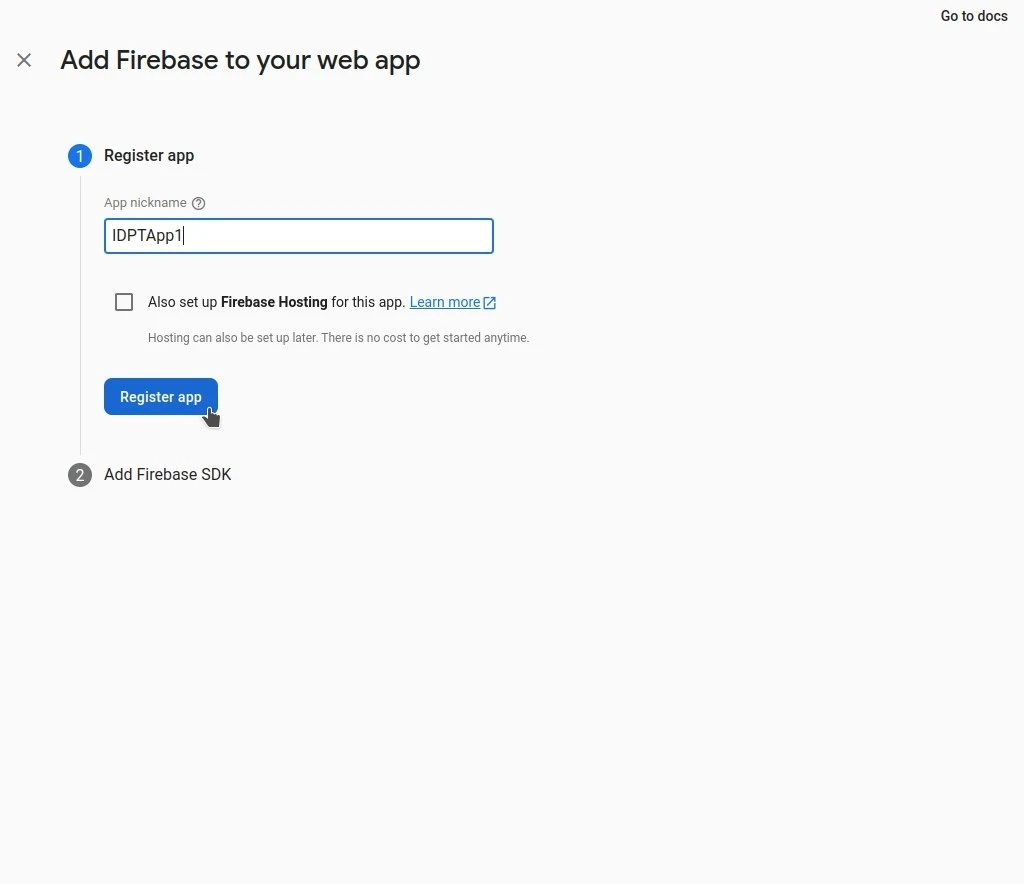 Go to docs
Add Firebase to your web app
1 Register app
App nickname
IDPTApp1
Also set up Firebase Hosting for this app. Learn more
Hosting can also be set up later. There is no cost to get started anytime.
Register app
2 Add Firebase SDK